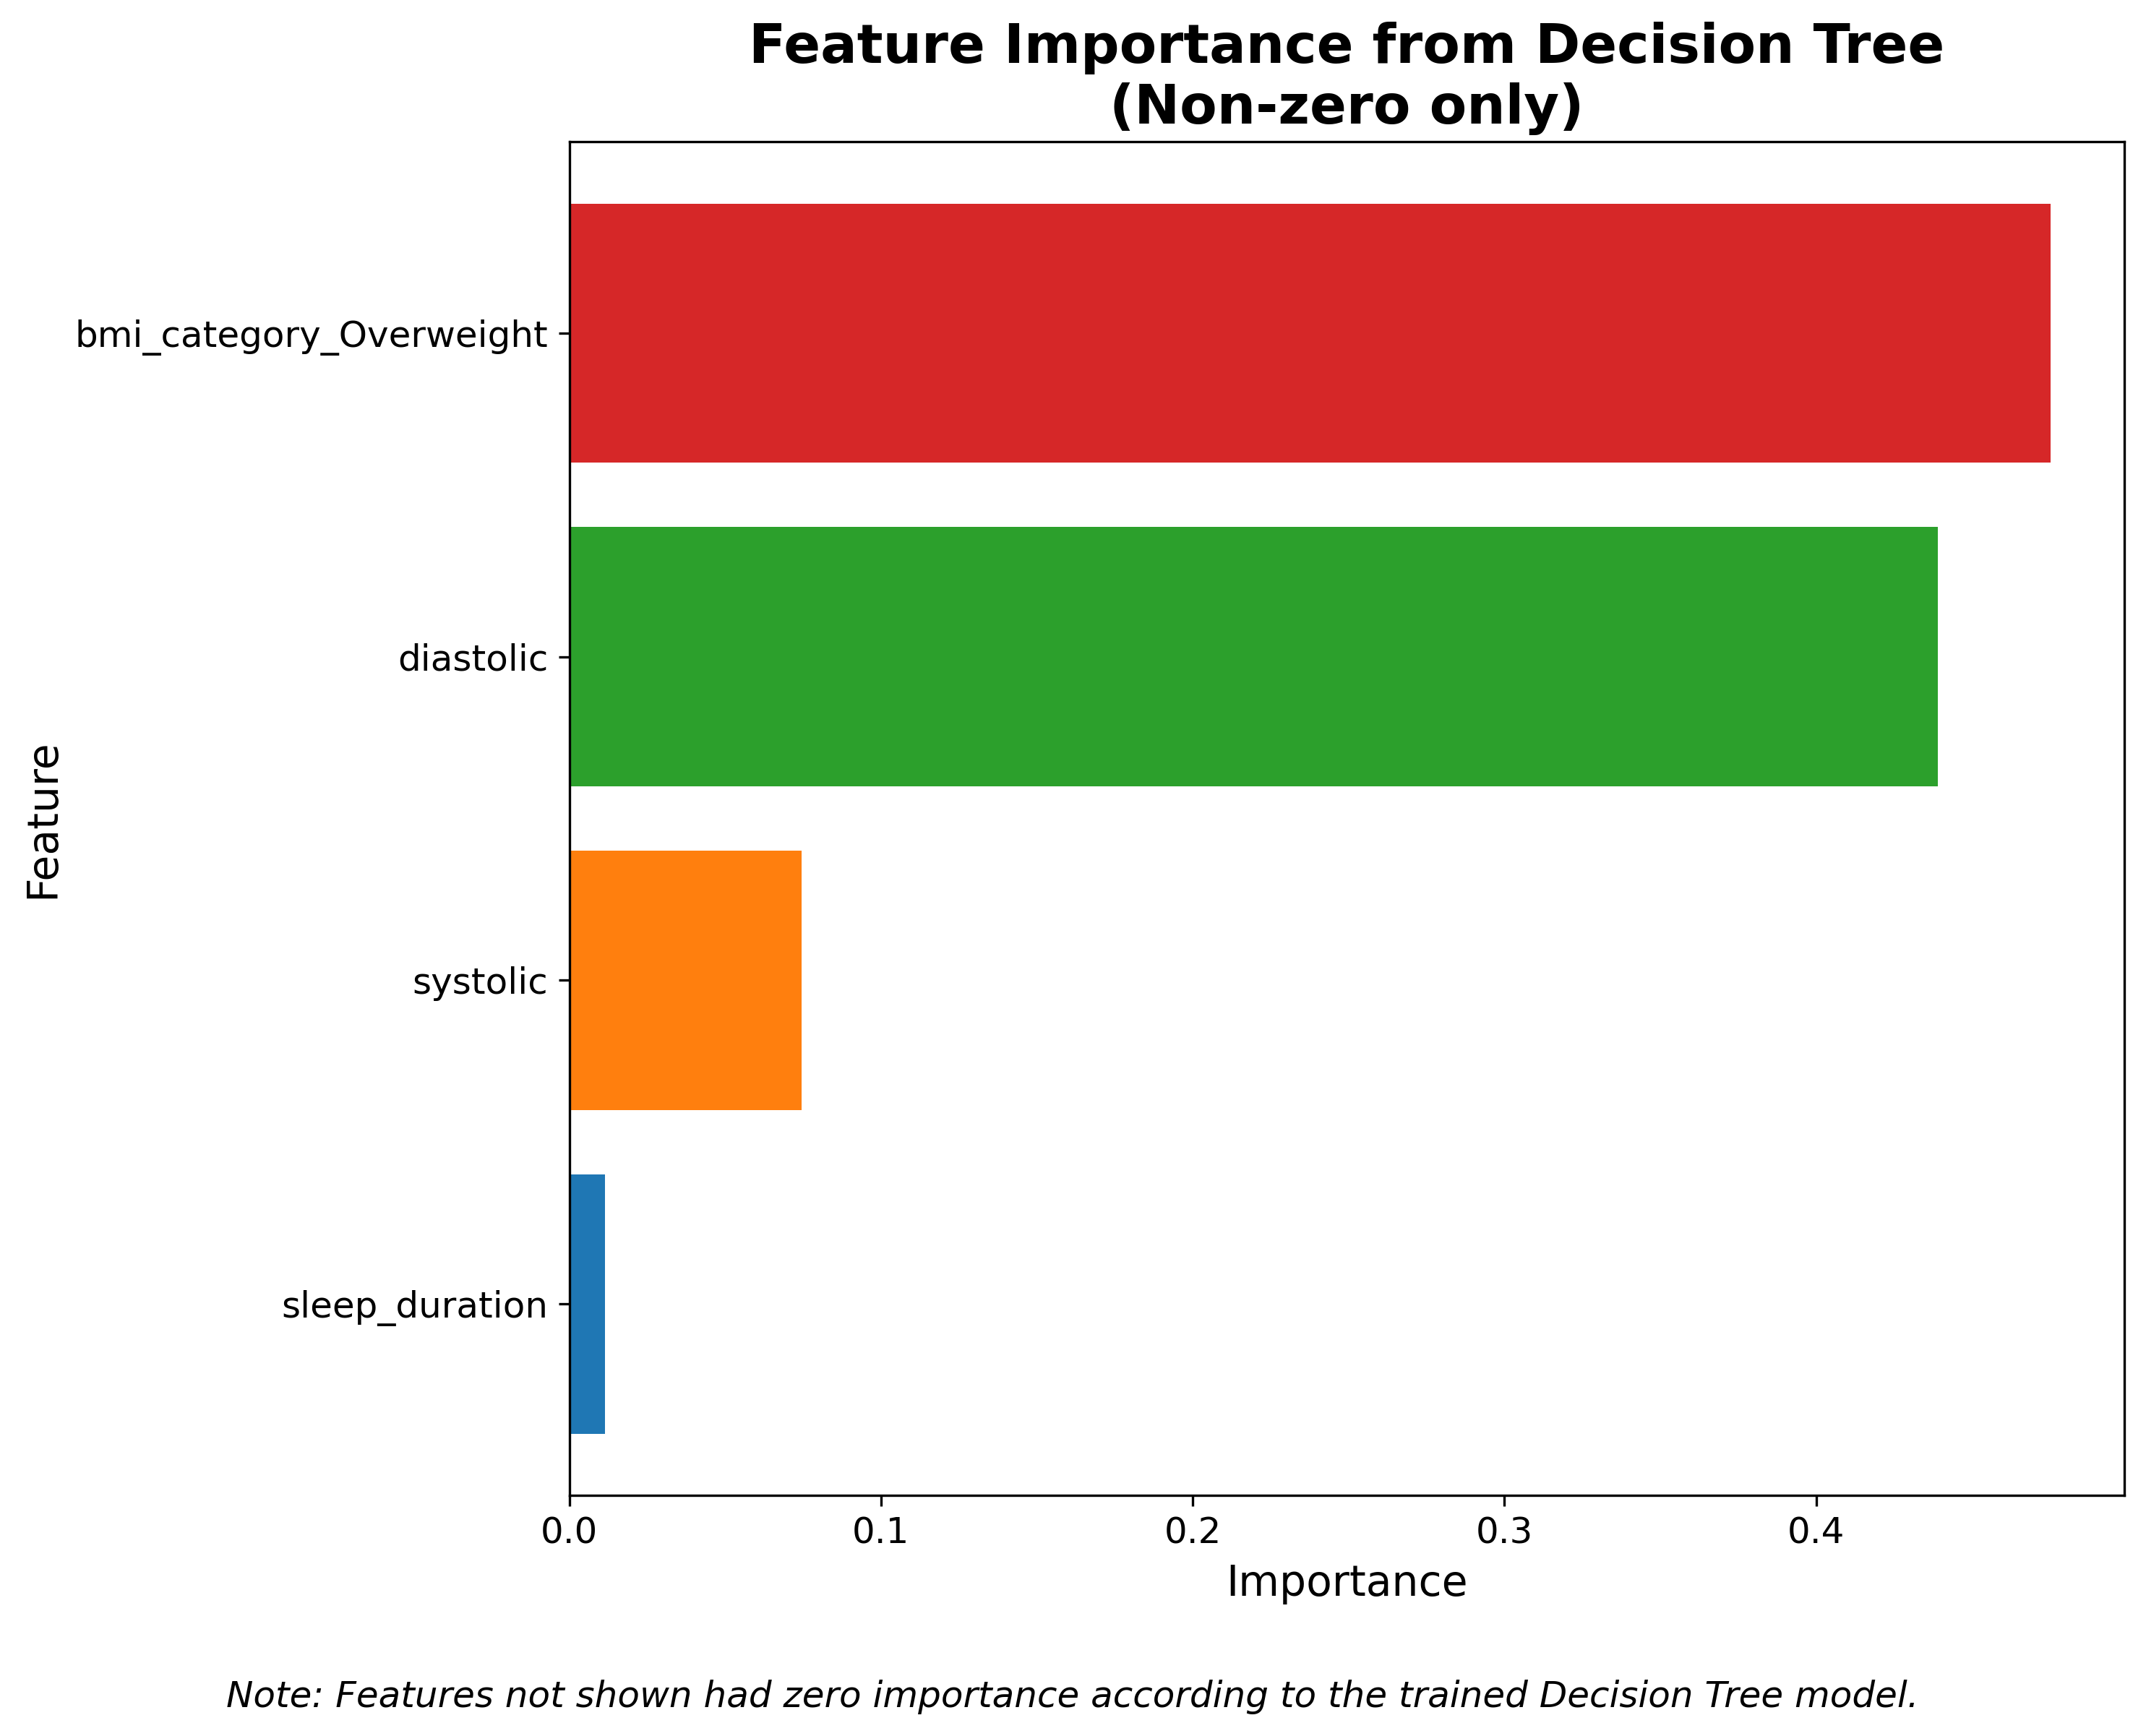 Feature Importance from Decision Tree
(Non-zero only)
bmi_category_Overweight
diastolic
systolic
sleep_duration
Feature
0.0 0.1 0.2 0.3 0.4
Importance
Note: Features not shown had zero importance according to the trained Decision Tree model.